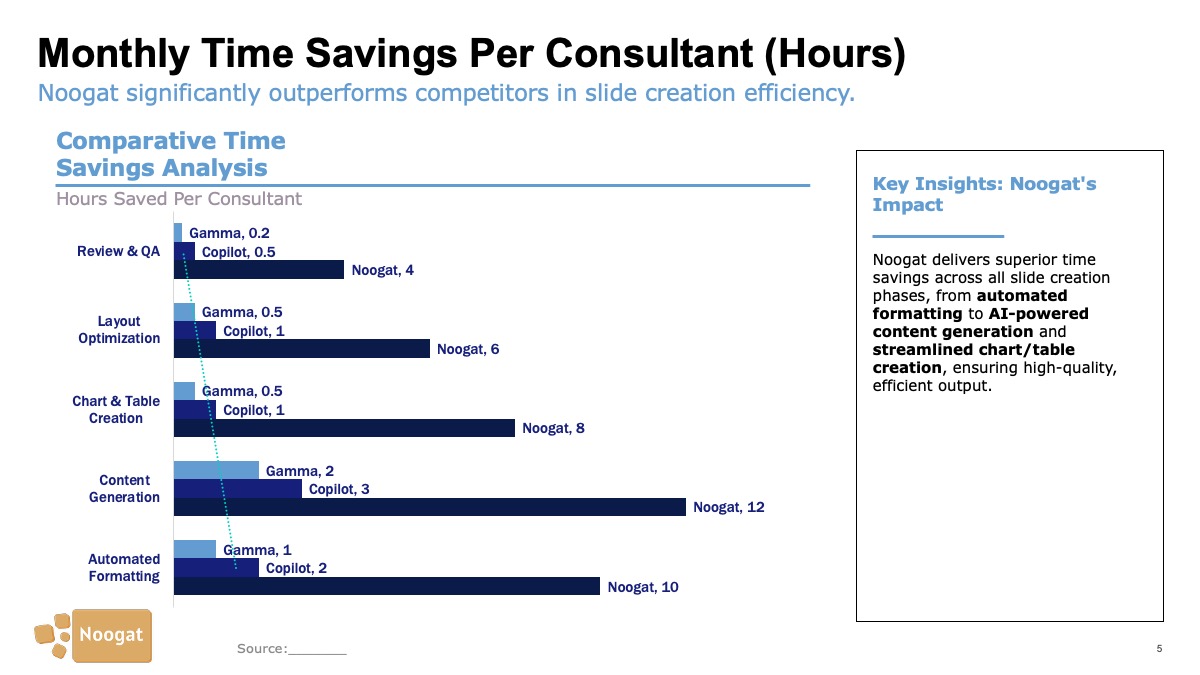 Monthly Time Savings Per Consultant (Hours)
Noogat significantly outperforms competitors in slide creation efficiency.
Comparative Time
Savings Analysis
Hours Saved Per Consultant
Review & QA
Gamma, 0.2
Copilot, 0.5
Noogat, 4
Layout
Optimization
Gamma, 0.5
Copilot, 1
Noogat, 6
Chart & Table
Creation
Gamma, 0.5
Copilot, 1
Noogat, 8
Content
Generation
Gamma, 2
Copilot, 3
Noogat, 12
Automated
Formatting
Gamma, 1
Copilot, 2
Noogat, 10
Key Insights: Noogat's
Impact
Noogat delivers superior time
savings across all slide creation
phases, from automated
formatting to AI-powered
content generation and
streamlined chart/table
creation, ensuring high-quality,
efficient output.
Noogat
Source:_______
5